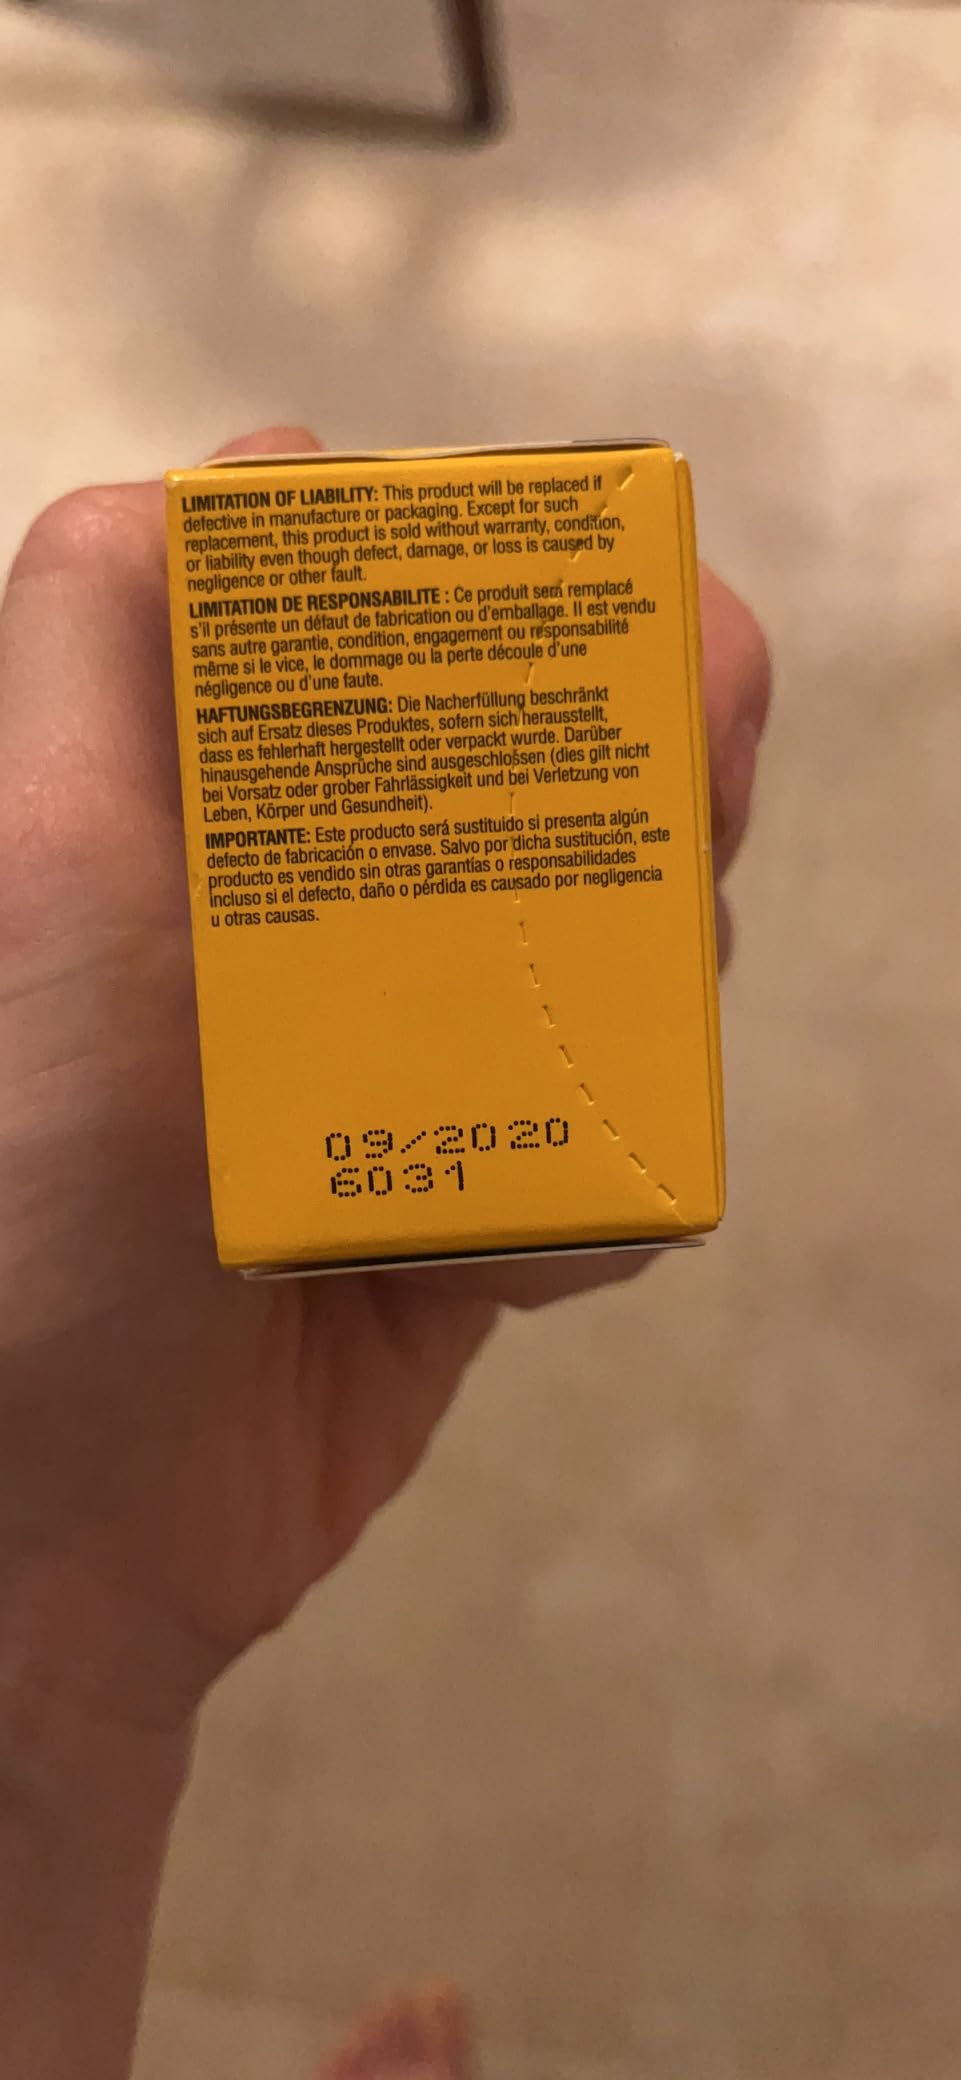 LIMITATION OF LIABILITY: This product will be replaced if
defective in manufacture or packaging. Except for such
replacement, this product is sold without warranty, condition,
or liability even though defect, damage, or loss is caused by
negligence or other fault.
LIMITATION DE RESPONSABILITE : Ce produit sera remplacé
s'il présente un défaut de fabrication ou d'emballage. Il est vendu
sans autre garantie, condition, engagement ou responsabilité
même si le vice, le dommage ou la perte découle d'une
négligence ou d'une faute.
HAFTUNGSBEGRENZUNG: Die Nacherfüllung beschränkt
sich auf Ersatz dieses Produktes, sofern sich herausstellt,
dass es fehlerhaft hergestellt oder verpackt wurde. Darüber
hinausgehende Ansprüche sind ausgeschlossen (dies gilt nicht
bei Vorsatz oder grober Fahrlässigkeit und bei Verletzung von
Leben, Körper und Gesundheit).
IMPORTANTE: Este producto será sustituido si presenta algún
defecto de fabricación o envase. Salvo por dicha sustitución, este
producto es vendido sin otras garantías o responsabilidades
incluso si el defecto, daño o pérdida es causado por negligencia
u otras causas.
09/2020
6031